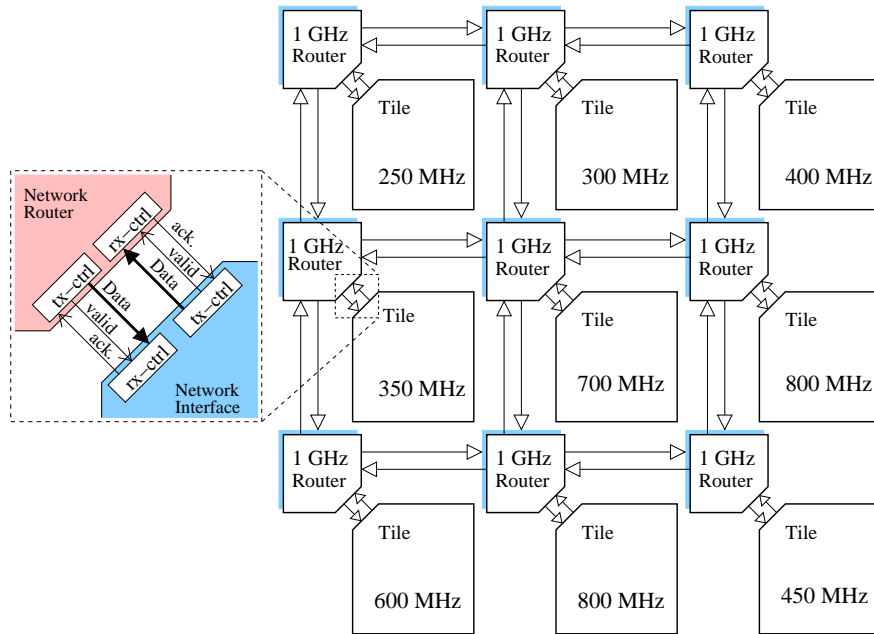 1 GHz
Router
1 GHz
Router
1 GHz
Router
Tile
250 MHz
Tile
300 MHz
Tile
400 MHz
Network
Router
rx−ctrl
tx−ctrl
ack.
valid
Data
Data
valid
ack.
tx−ctrl
rx−ctrl
Network
Interface
1 GHz
Router
1 GHz
Router
1 GHz
Router
Tile
350 MHz
Tile
700 MHz
Tile
800 MHz
1 GHz
Router
1 GHz
Router
1 GHz
Router
Tile
600 MHz
Tile
800 MHz
Tile
450 MHz